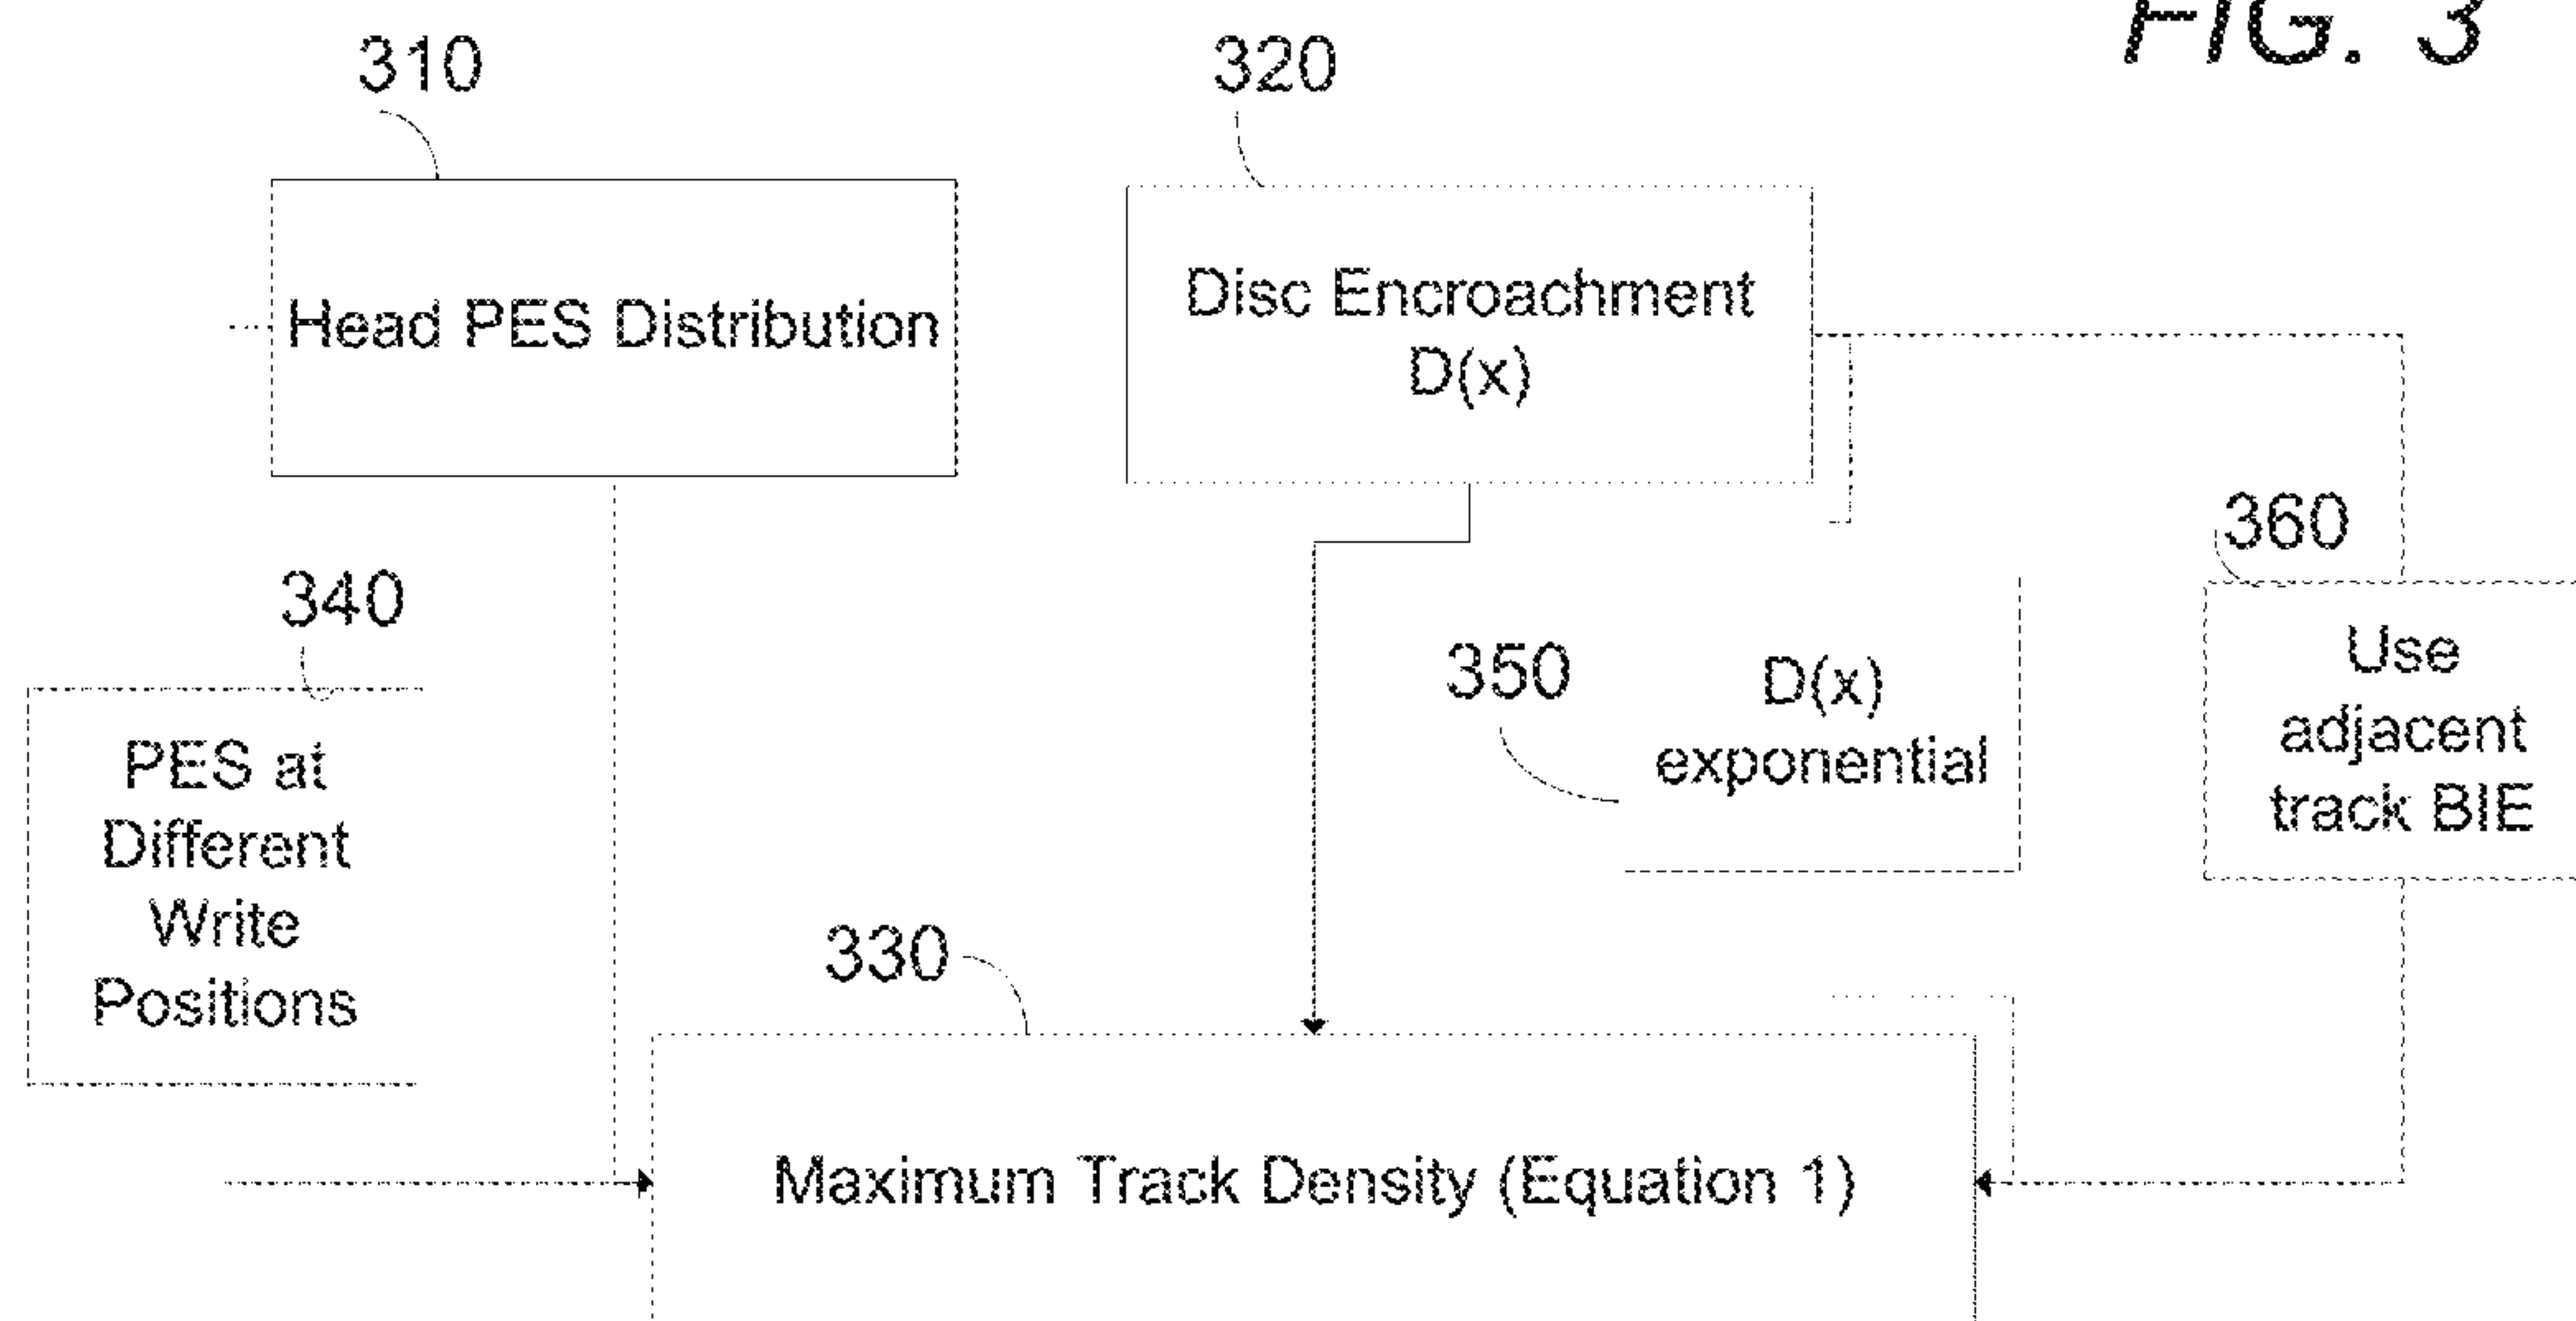 FIG. 3
310
320
Head PES Distribution
Disc Encroachment
D(x)
340
PES at
Different
Write
Positions
350
D(x)
exponential
360
Use
adjacent
track BIE
330
Maximum Track Density (Equation 1)